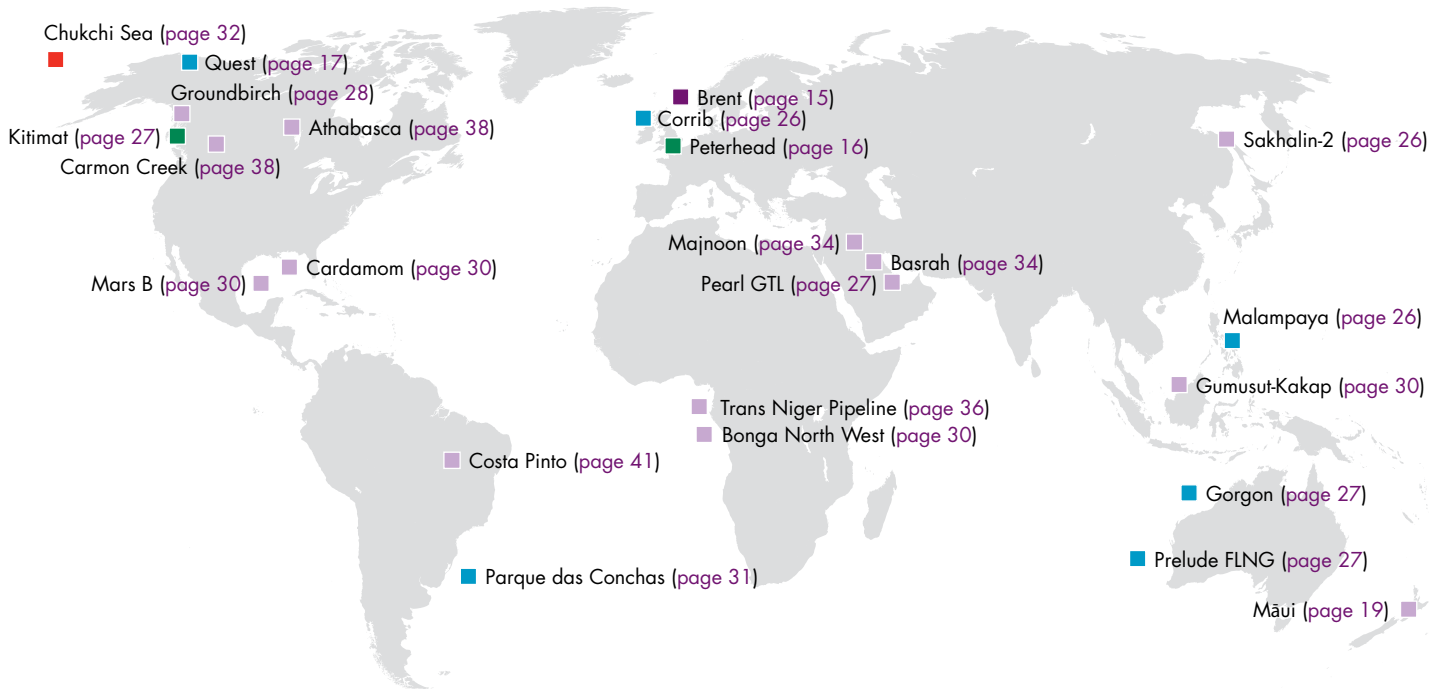 Chukchi Sea (page 32)
Quest (page 17)
Groundbirch (page 28)
Kitimat (page 27)
Athabasca (page 38)
Carmon Creek (page 38)
Brent (page 15)
Corrib (page 26)
Peterhead (page 16)
Sakhalin-2 (page 26)
Majnoon (page 34)
Basrah (page 34)
Pearl GTL (page 27)
Cardamom (page 30)
Mars B (page 30)
Malampaya (page 26)
Gumusut-Kakap (page 30)
Trans Niger Pipeline (page 36)
Bonga North West (page 30)
Costa Pinto (page 41)
Gorgon (page 27)
Prelude FLNG (page 27)
Parque das Conchas (page 31)
Māui (page 19)